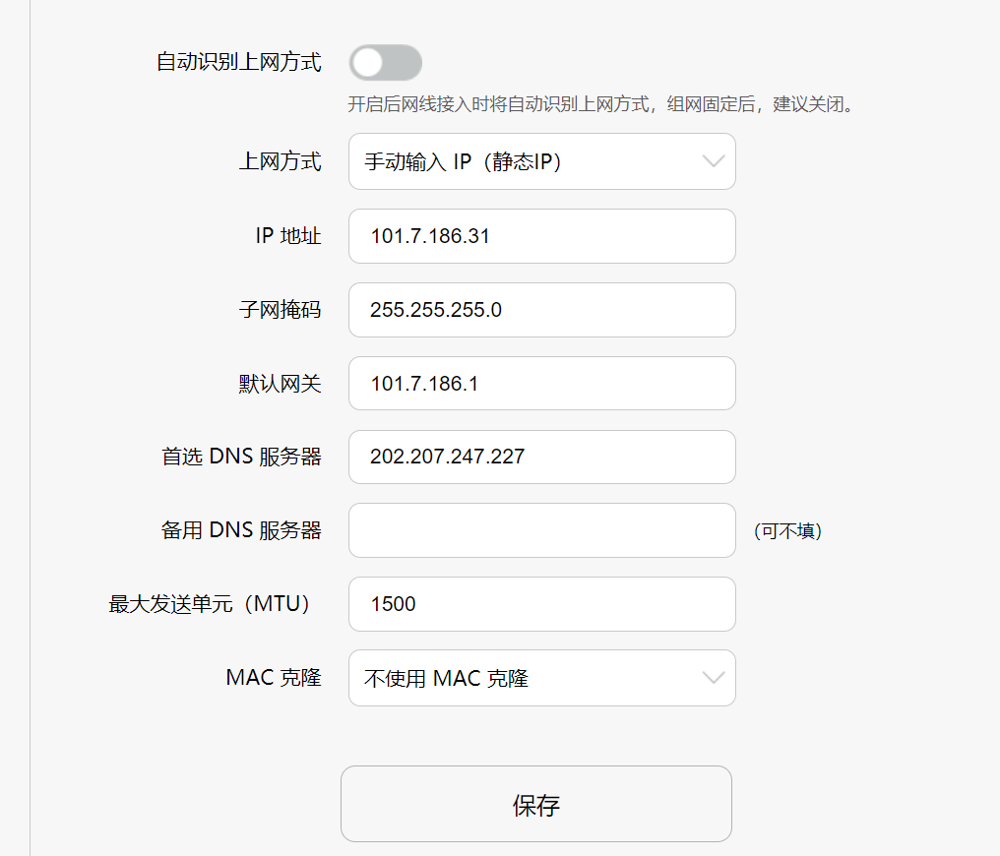 自动识别上网方式
开启后网线接入时将自动识别上网方式，组网固定后，建议关闭。
上网方式 手动输入 IP（静态IP）
IP 地址 101.7.186.31
子网掩码 255.255.255.0
默认网关 101.7.186.1
首选 DNS 服务器 202.207.247.227
备用 DNS 服务器 (可不填)
最大发送单元（MTU） 1500
MAC 克隆 不使用 MAC 克隆
保存